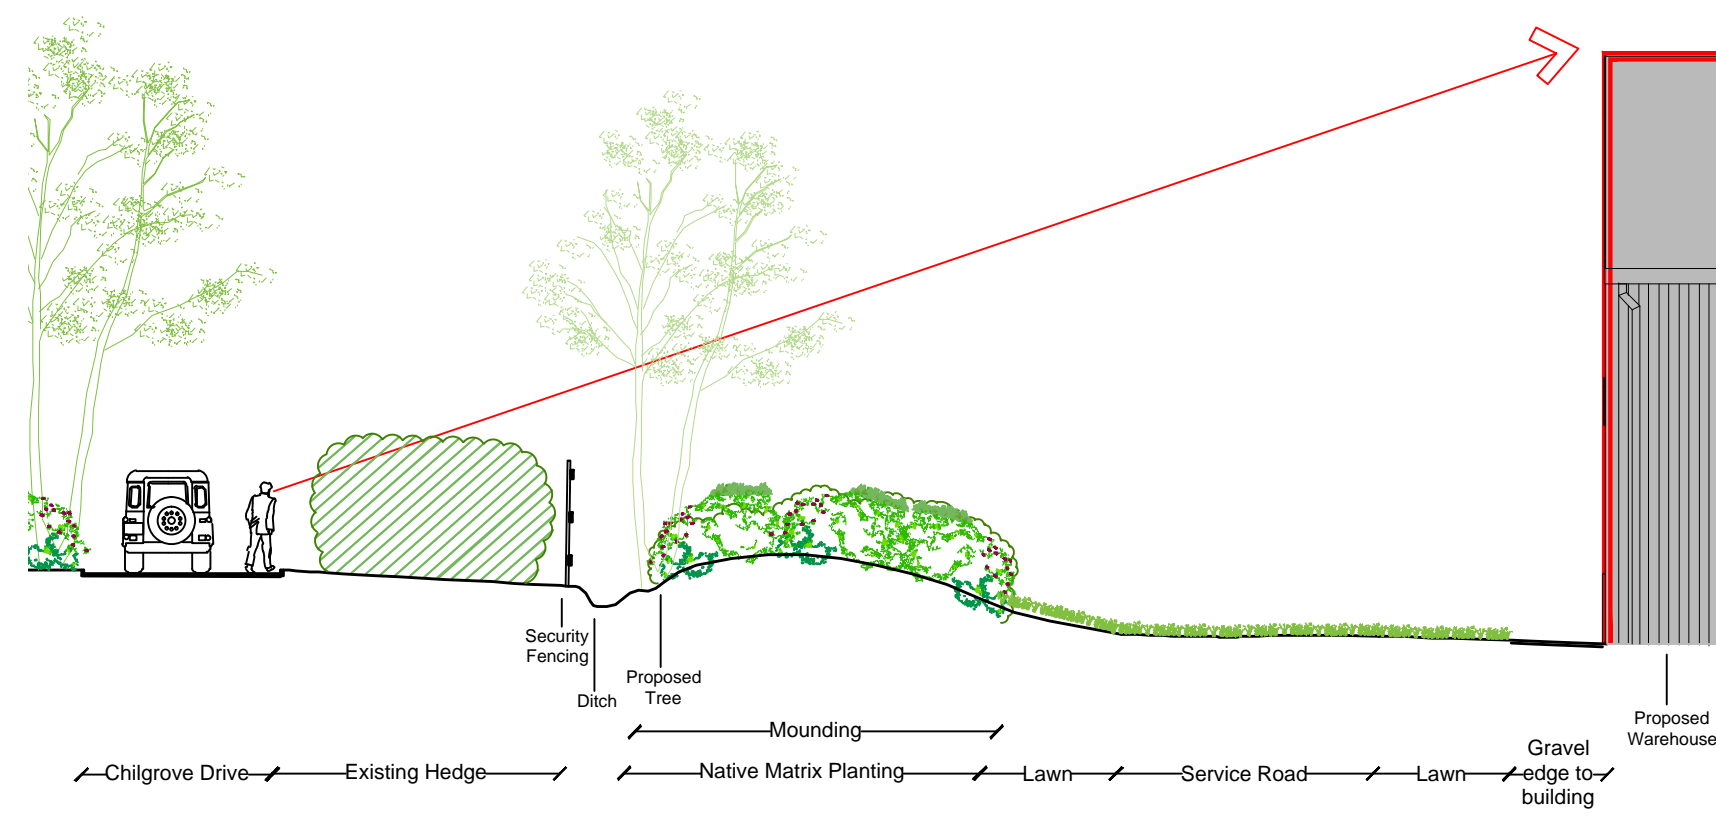 Security
Fencing
Ditch
Proposed
Tree
Proposed
Warehouse
Mounding
Chilgrove Drive
Existing Hedge
Native Matrix Planting
Lawn
Service Road
Lawn
Gravel
edge to
building